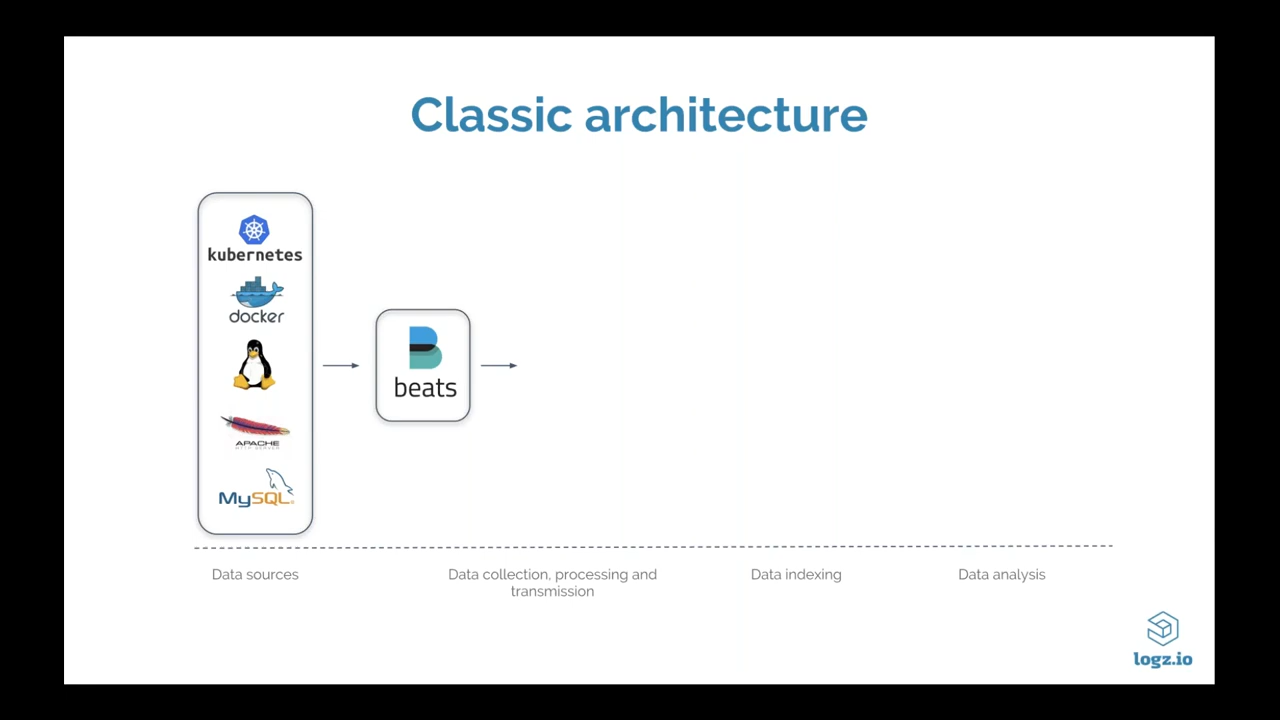 Classic architecture
kubernetes
docker
beats
APACHE
MySQL
Data sources
Data collection, processing and
transmission
Data indexing
Data analysis
logz.io